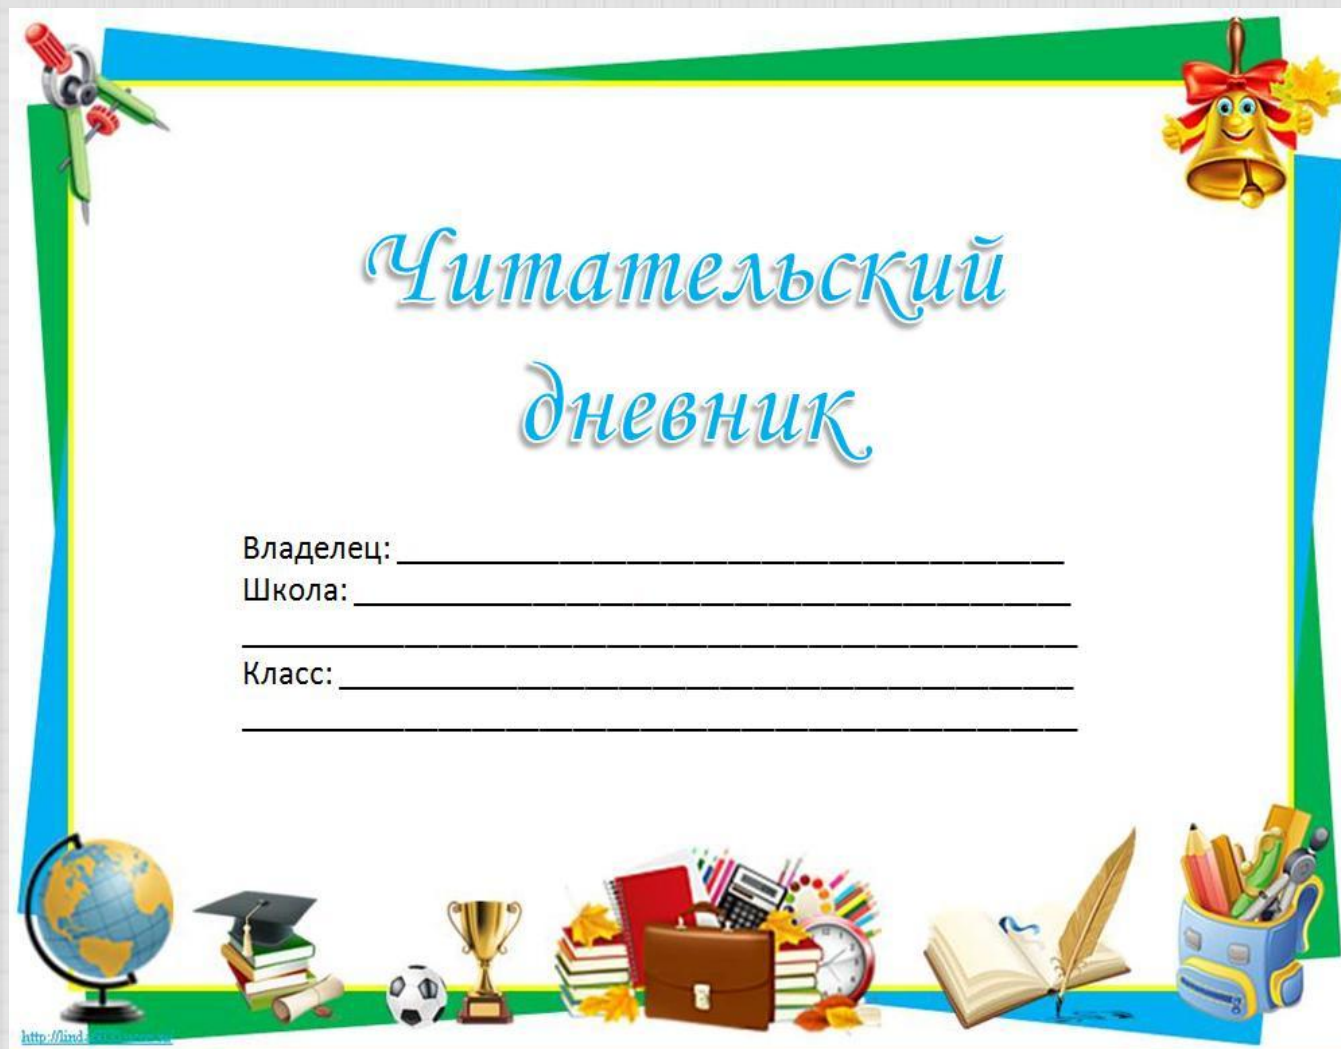 Читательский
дневник
Владелец:
Школа:
Класс: